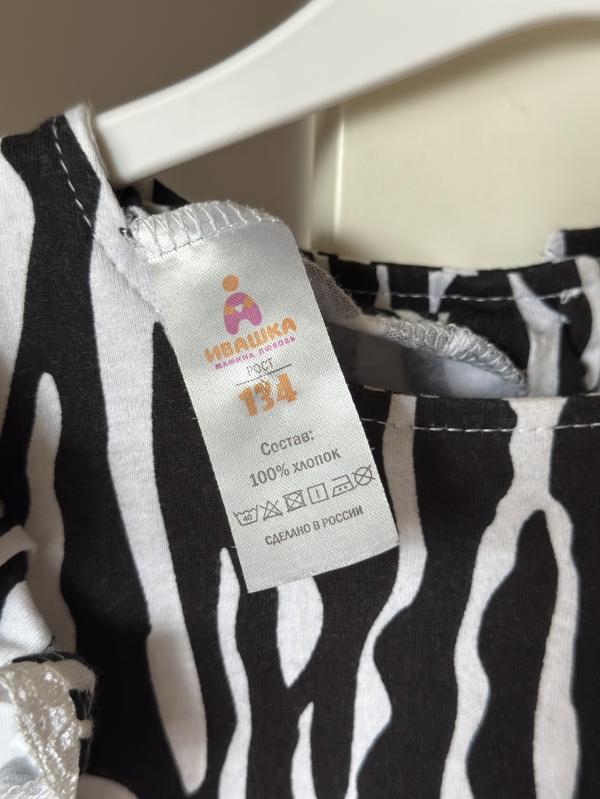 ИВАШКА
МАМИНА ЛЮБОВЬ
РОСТ
134
Состав:
100% хлопок
40
СДЕЛАНО В РОССИИ